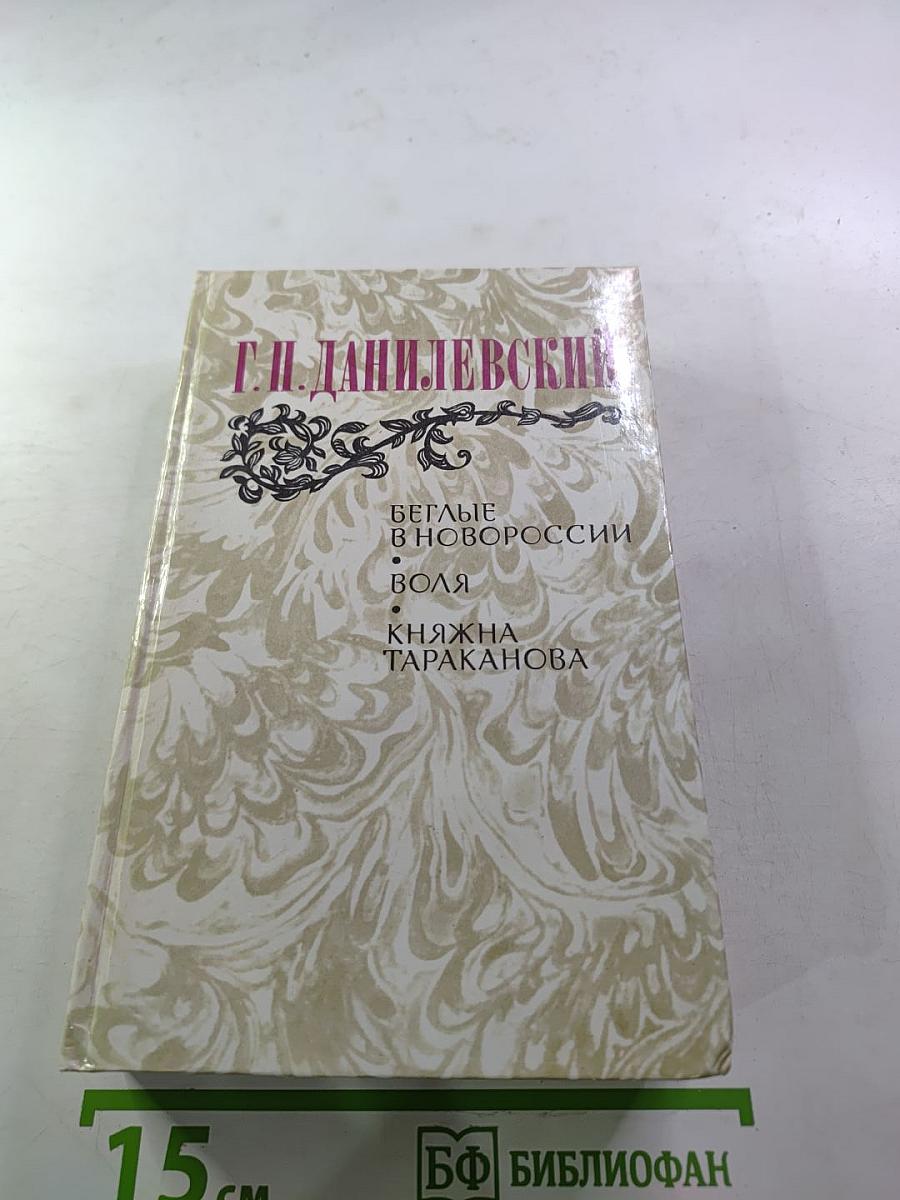 Г.П.ДАНИЛЕВСКИЙ
БЕГЛЫЕ
В НОВОРОССИИ
•
ВОЛЯ
•
КНЯЖНА
ТАРАКАНОВА
15 см
БФ БИБЛИОФАН